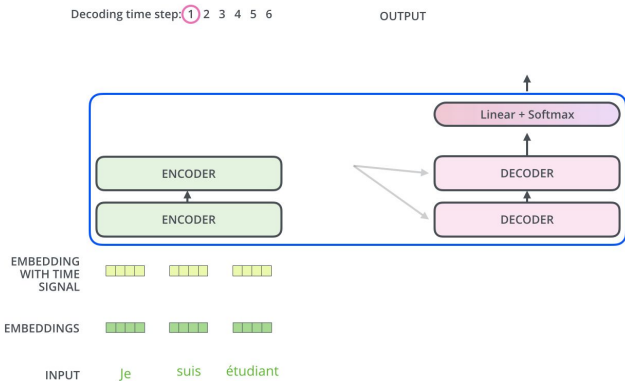 Decoding time step: 1 2 3 4 5 6
OUTPUT
Linear + Softmax
ENCODER
DECODER
ENCODER
DECODER
EMBEDDING
WITH TIME
SIGNAL
EMBEDDINGS
INPUT
Je
suis
étudiant